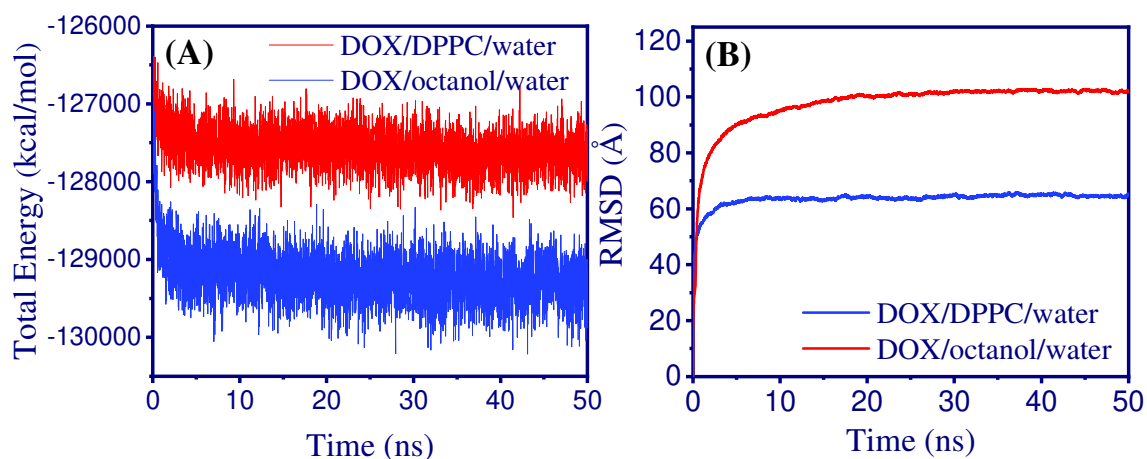 (A)
DOX/DPPC/water
DOX/octanol/water
Total Energy (kcal/mol)
-126000
-127000
-128000
-129000
-130000
0 10 20 30 40 50
Time (ns)
(B)
RMSD (Å)
120
100
80
60
40
20
0
DOX/DPPC/water
DOX/octanol/water
0 10 20 30 40 50
Time (ns)